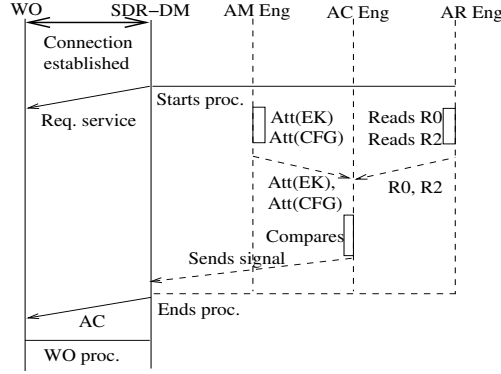 WO SDR−DM AM Eng AC Eng AR Eng
Connection
established
Starts proc.
Req. service
Att(EK)
Att(CFG)
Reads R0
Reads R2
Att(EK),
Att(CFG)
R0, R2
Compares
Sends signal
Ends proc.
AC
WO proc.